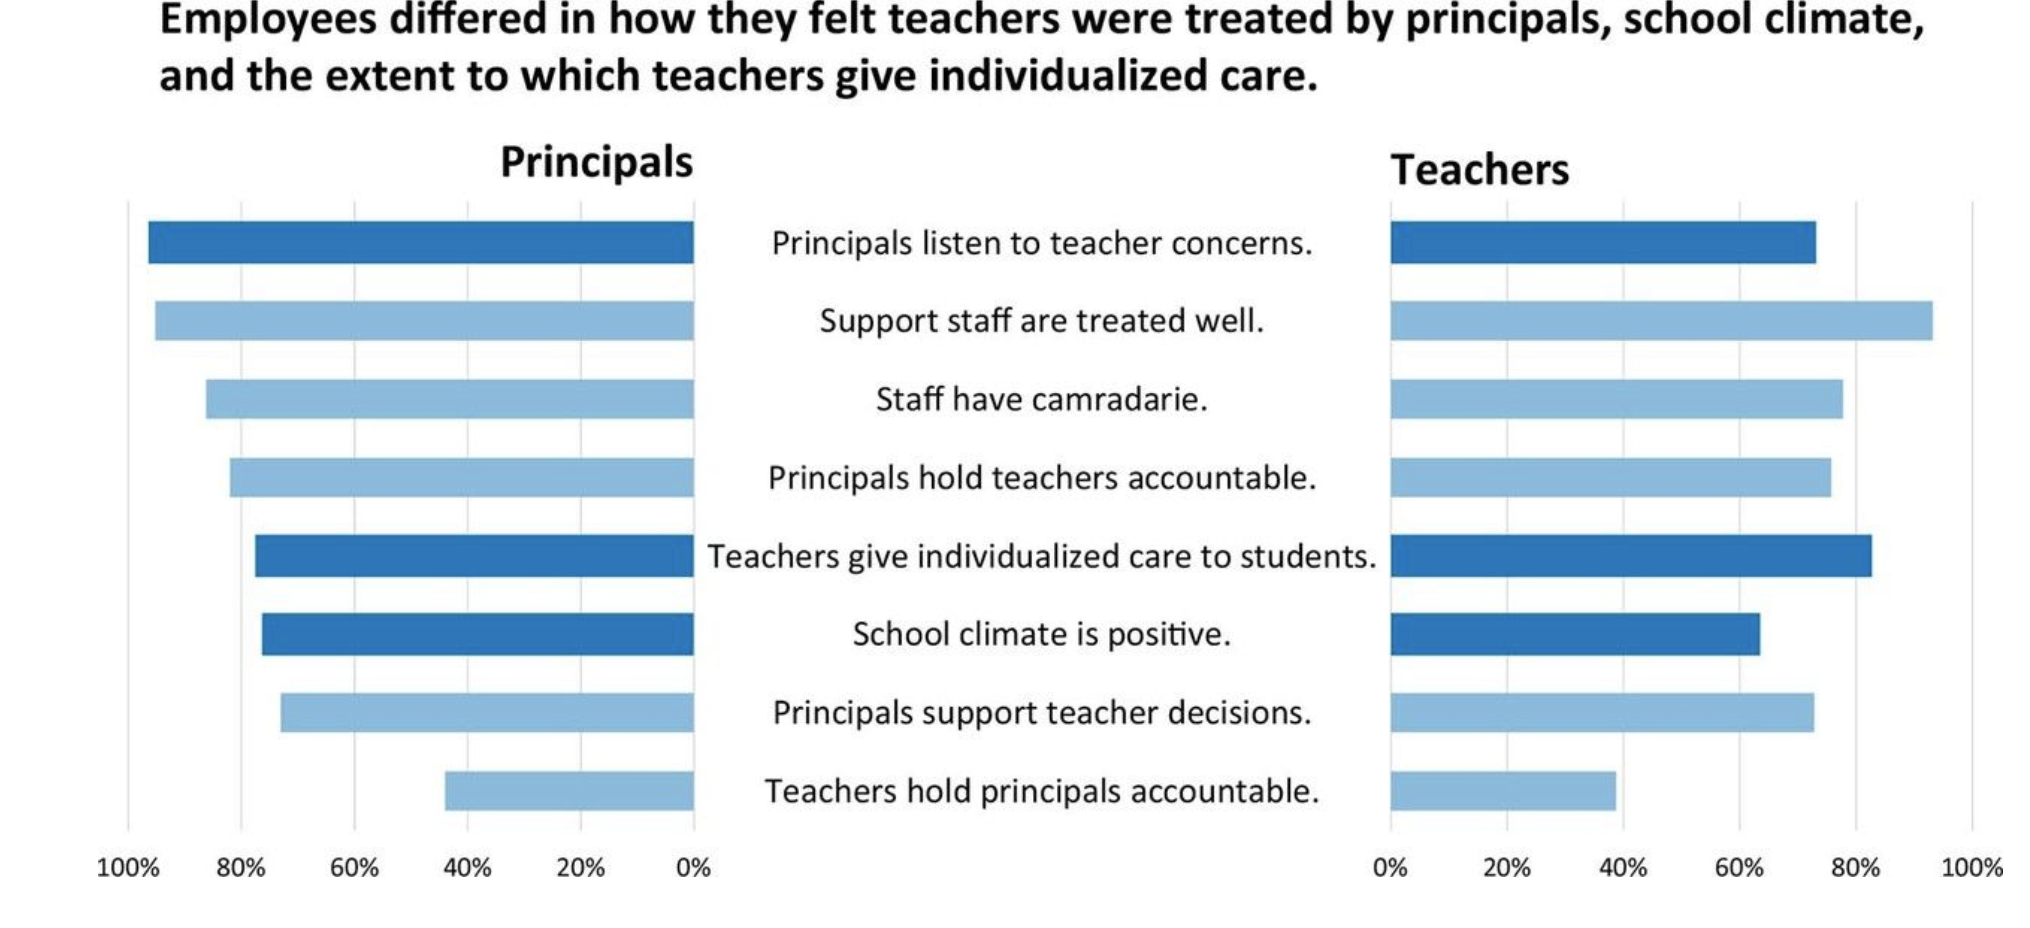 Employees differed in how they felt teachers were treated by principals, school climate,
and the extent to which teachers give individualized care.
Principals
Teachers
Principals listen to teacher concerns.
Support staff are treated well.
Staff have camradarie.
Principals hold teachers accountable.
Teachers give individualized care to students.
School climate is positive.
Principals support teacher decisions.
Teachers hold principals accountable.
100% 80% 60% 40% 20% 0%
0% 20% 40% 60% 80% 100%